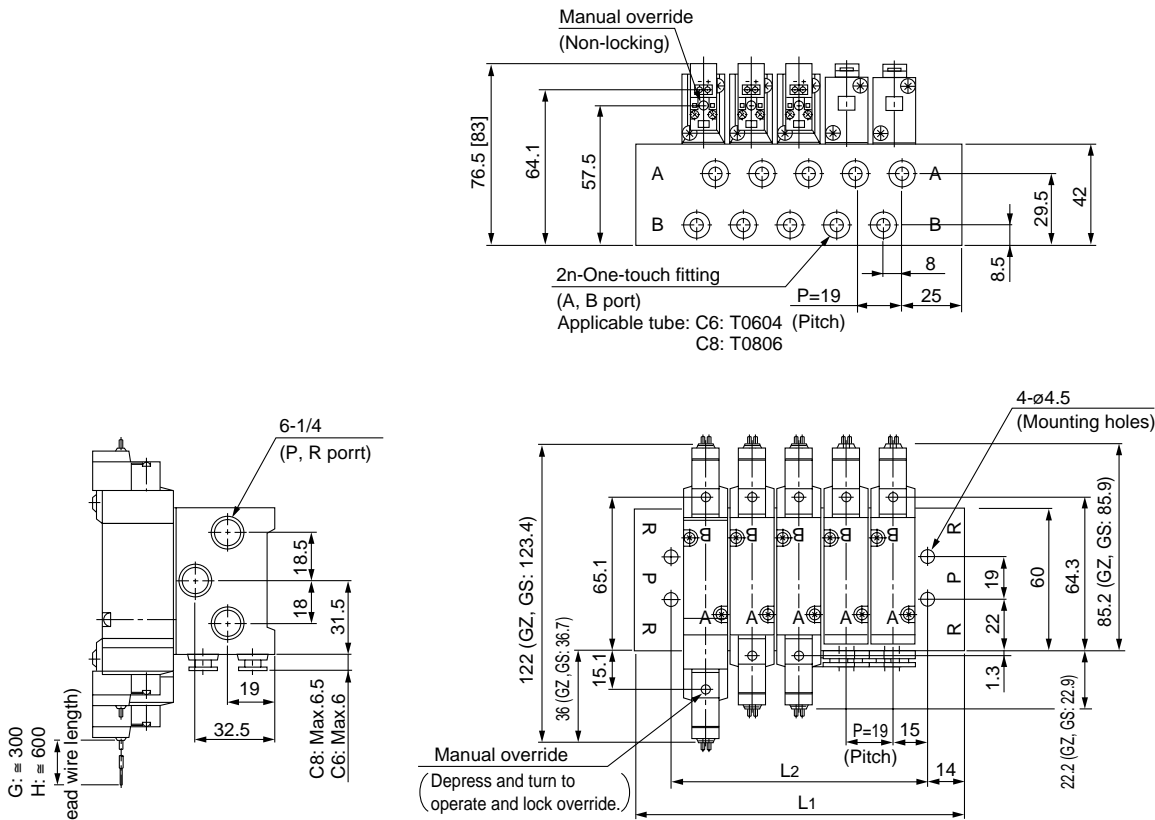 Manual override
(Non-locking)
76.5 [83]
64.1
57.5
A
A
B
B
29.5
42
8.5
8
25
P=19
(Pitch)
2n-One-touch fitting
(A, B port)
Applicable tube: C6: T0604
C8: T0806
6-1/4
(P, R porrt)
18.5
18
31.5
19
32.5
C8: Max.6.5
C6: Max.6
G: ≅ 300
H: ≅ 600
ead wire length)
4-ø4.5
(Mounting holes)
122 (GZ, GS: 123.4)
65.1
36 (GZ,GS: 36.7)
15.1
R
P
R
B
B
B
B
B
A
A
A
A
A
R
P
R
19
22
60
64.3
85.2 (GZ, GS: 85.9)
1.3
22.2 (GZ, GS: 22.9)
P=19
(Pitch)
15
14
L2
L1
Manual override
(Depress and turn to
operate and lock override.)